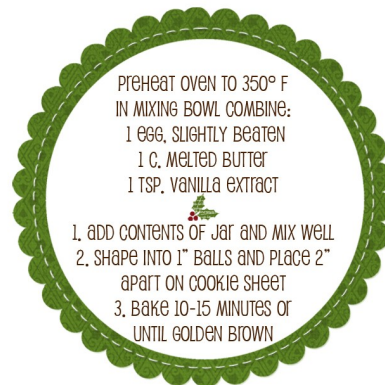 PREHEAT OVEN TO 350° F
IN MIXING BOWL COMBINE:
1 EGG, SLIGHTLY BEATEN
1 C. MELTED BUTTER
1 TSP. VANILLA EXTRACT
1. ADD CONTENTS OF JAR AND MIX WELL
2. SHAPE INTO 1" BALLS AND PLACE 2"
APART ON COOKIE SHEET
3. BAKE 10-15 MINUTES OR
UNTIL GOLDEN BROWN